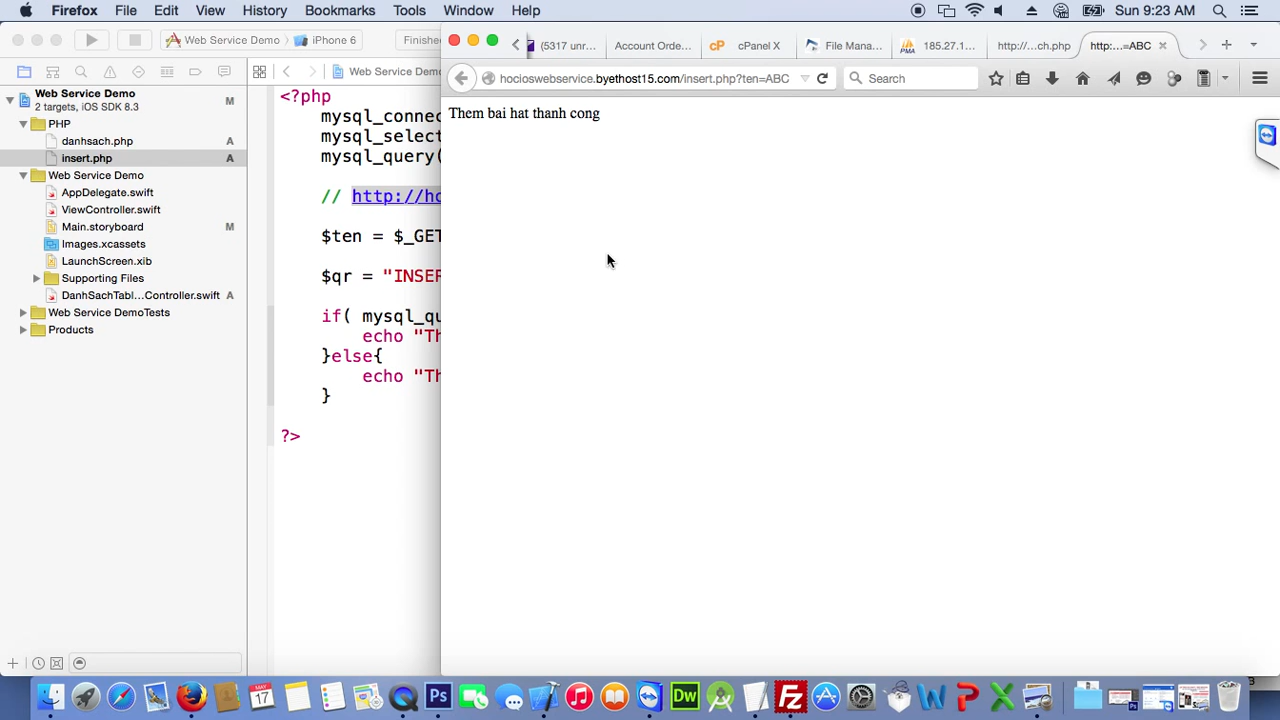 Firefox File Edit View History Bookmarks Tools Window Help
Sun 9:23 AM
Web Service Demo iPhone 6
Finishe
(5317 unr...
Account Orde...
cPanel X
File Mana...
185.27.1...
http://...ch.php
http:...=ABC
hocioswebservice.byethost15.com/insert.php?ten=ABC
Search
Web Service Demo M
2 targets, iOS SDK 8.3
PHP
danhsach.php A
insert.php A
Web Service Demo
AppDelegate.swift
ViewController.swift
Main.storyboard M
Images.xcassets
LaunchScreen.xib
Supporting Files
DanhSachTabl...Controller.swift A
Web Service DemoTests
Products
Web Service Demo
<?php
mysql_connec
mysql_select
mysql_query(
// http://ho
$ten = $_GET
$qr = "INSER
if( mysql_qu
echo "Th
}else{
echo "Th
}
?>
Them bai hat thanh cong
MAY
17
Dw
Fz